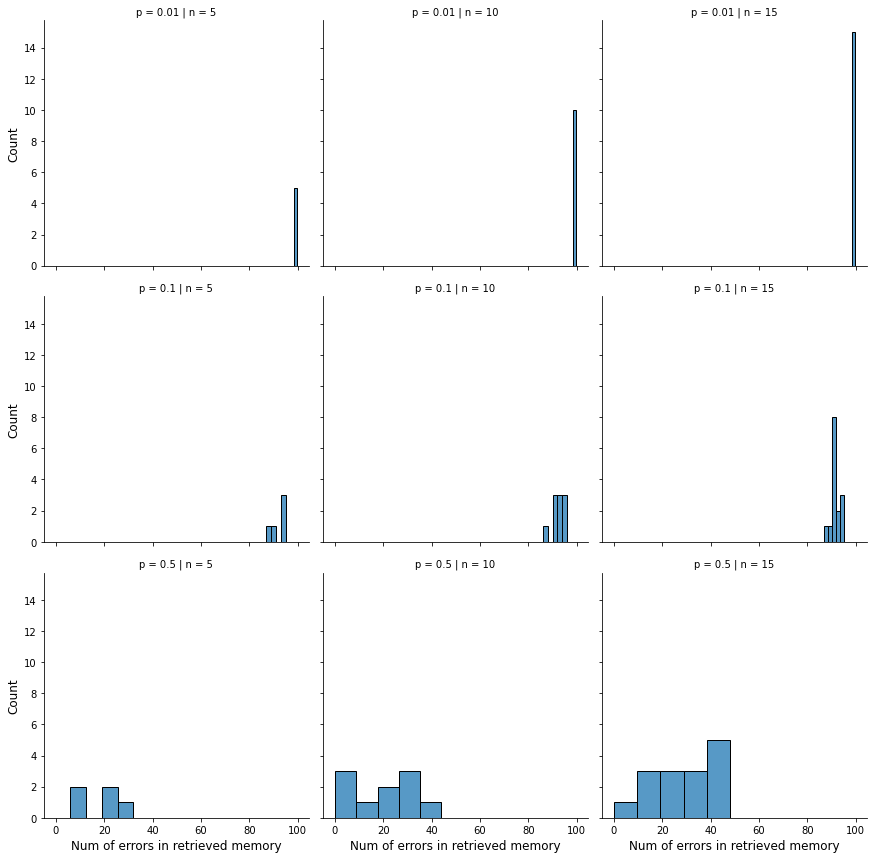 p = 0.01 | n = 5
p = 0.01 | n = 10
p = 0.01 | n = 15
14
12
10
8
6
4
2
0
Count
p = 0.1 | n = 5
p = 0.1 | n = 10
p = 0.1 | n = 15
14
12
10
8
6
4
2
0
Count
p = 0.5 | n = 5
p = 0.5 | n = 10
p = 0.5 | n = 15
14
12
10
8
6
4
2
0
Count
0 20 40 60 80 100
0 20 40 60 80 100
0 20 40 60 80 100
Num of errors in retrieved memory
Num of errors in retrieved memory
Num of errors in retrieved memory